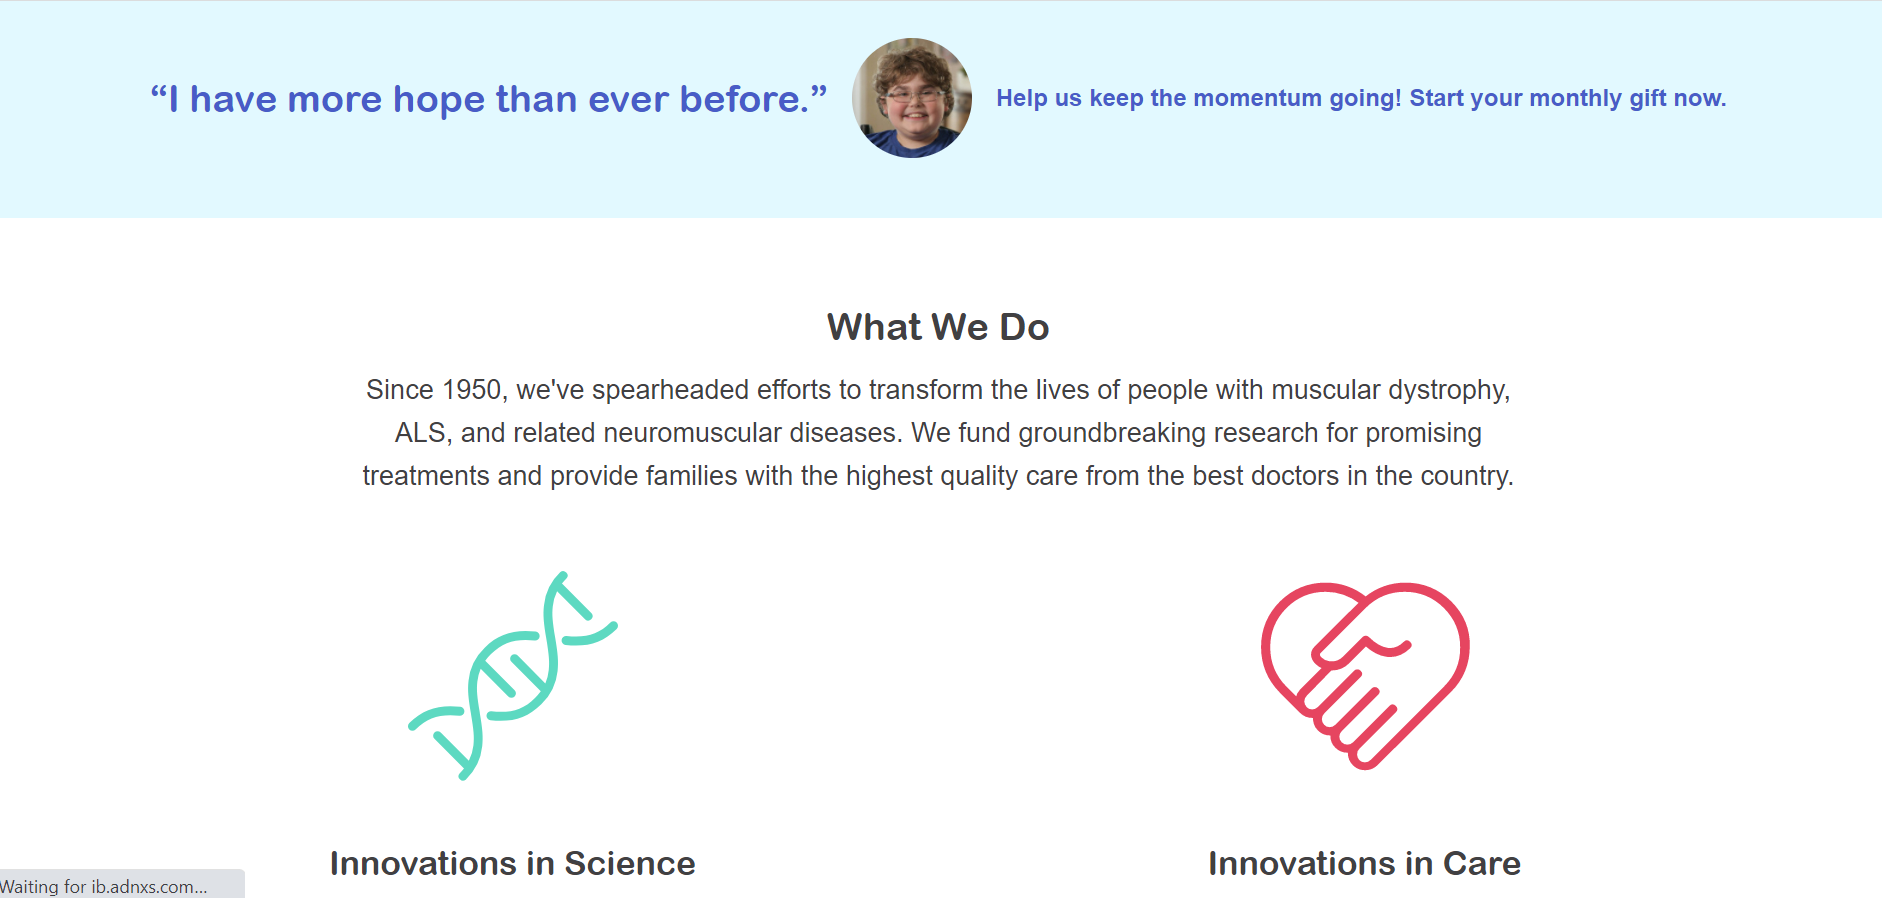 “I have more hope than ever before.”
Help us keep the momentum going! Start your monthly gift now.
What We Do
Since 1950, we've spearheaded efforts to transform the lives of people with muscular dystrophy,
ALS, and related neuromuscular diseases. We fund groundbreaking research for promising
treatments and provide families with the highest quality care from the best doctors in the country.
Innovations in Science
Innovations in Care
Waiting for ib.adnxs.com...